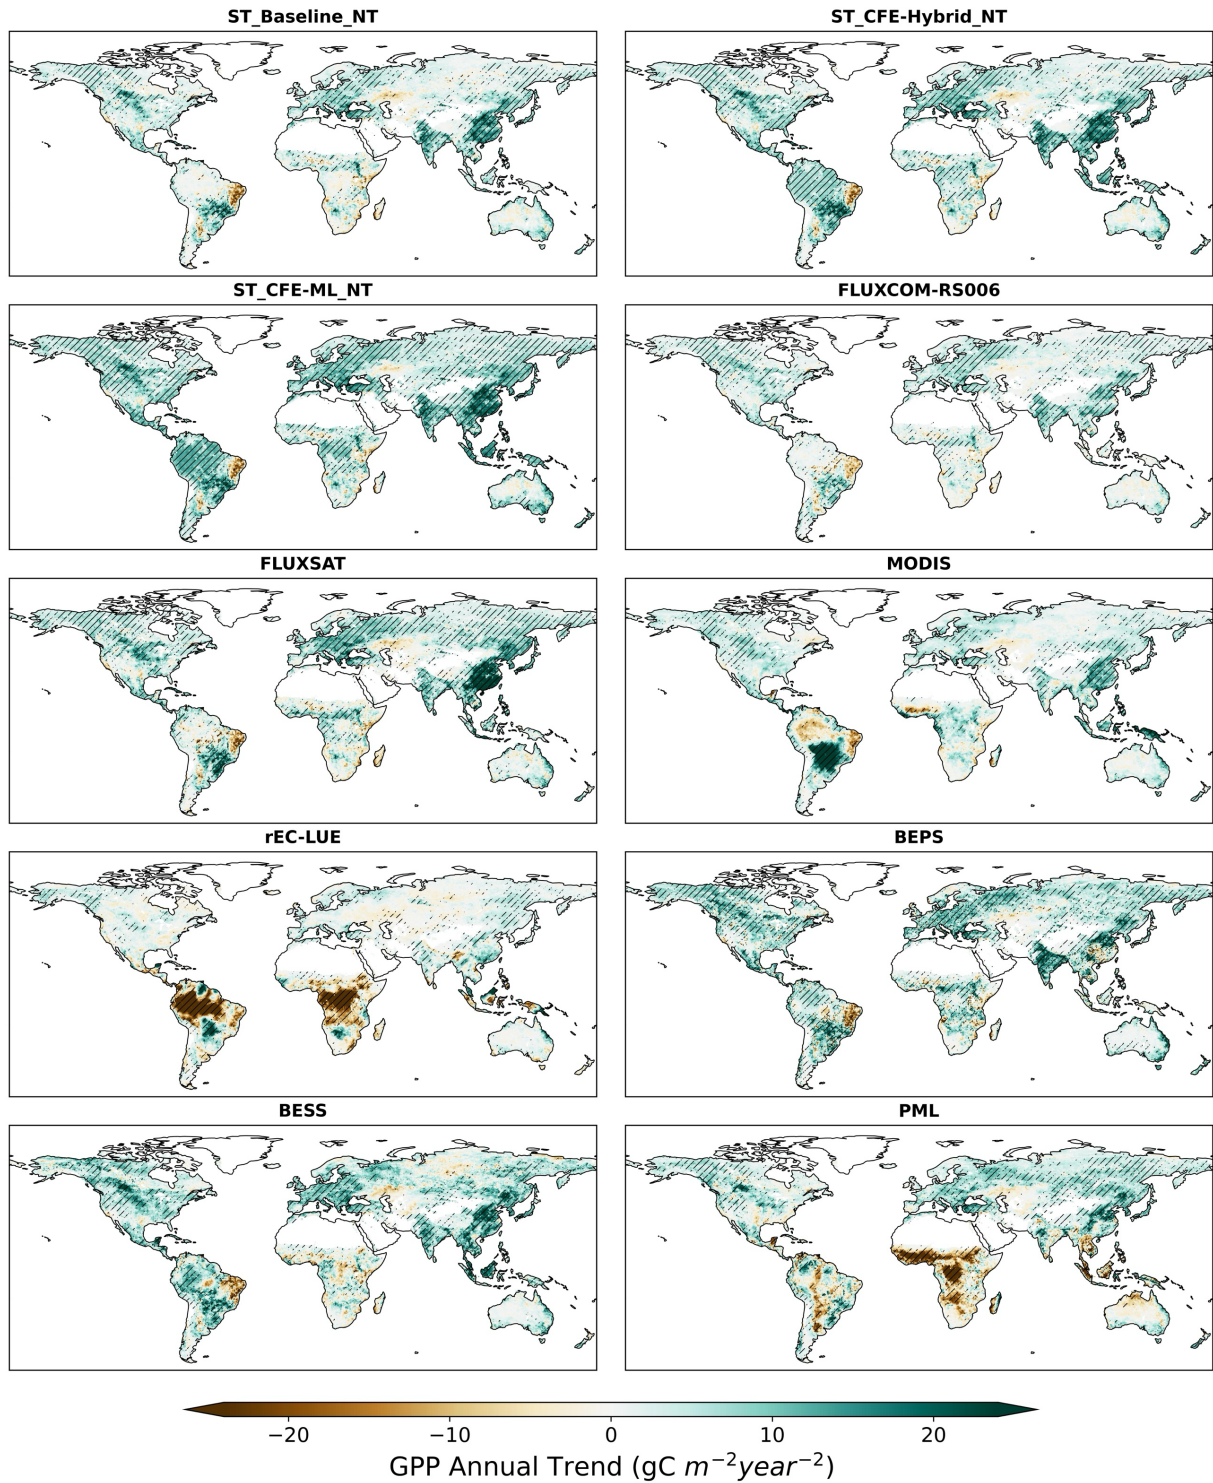 ST_Baseline_NT
ST_CFE-Hybrid_NT
ST_CFE-ML_NT
FLUXCOM-RS006
FLUXSAT
MODIS
rEC-LUE
BEPS
BESS
PML
−20 −10 0 10 20
GPP Annual Trend (gC m⁻²year⁻²)